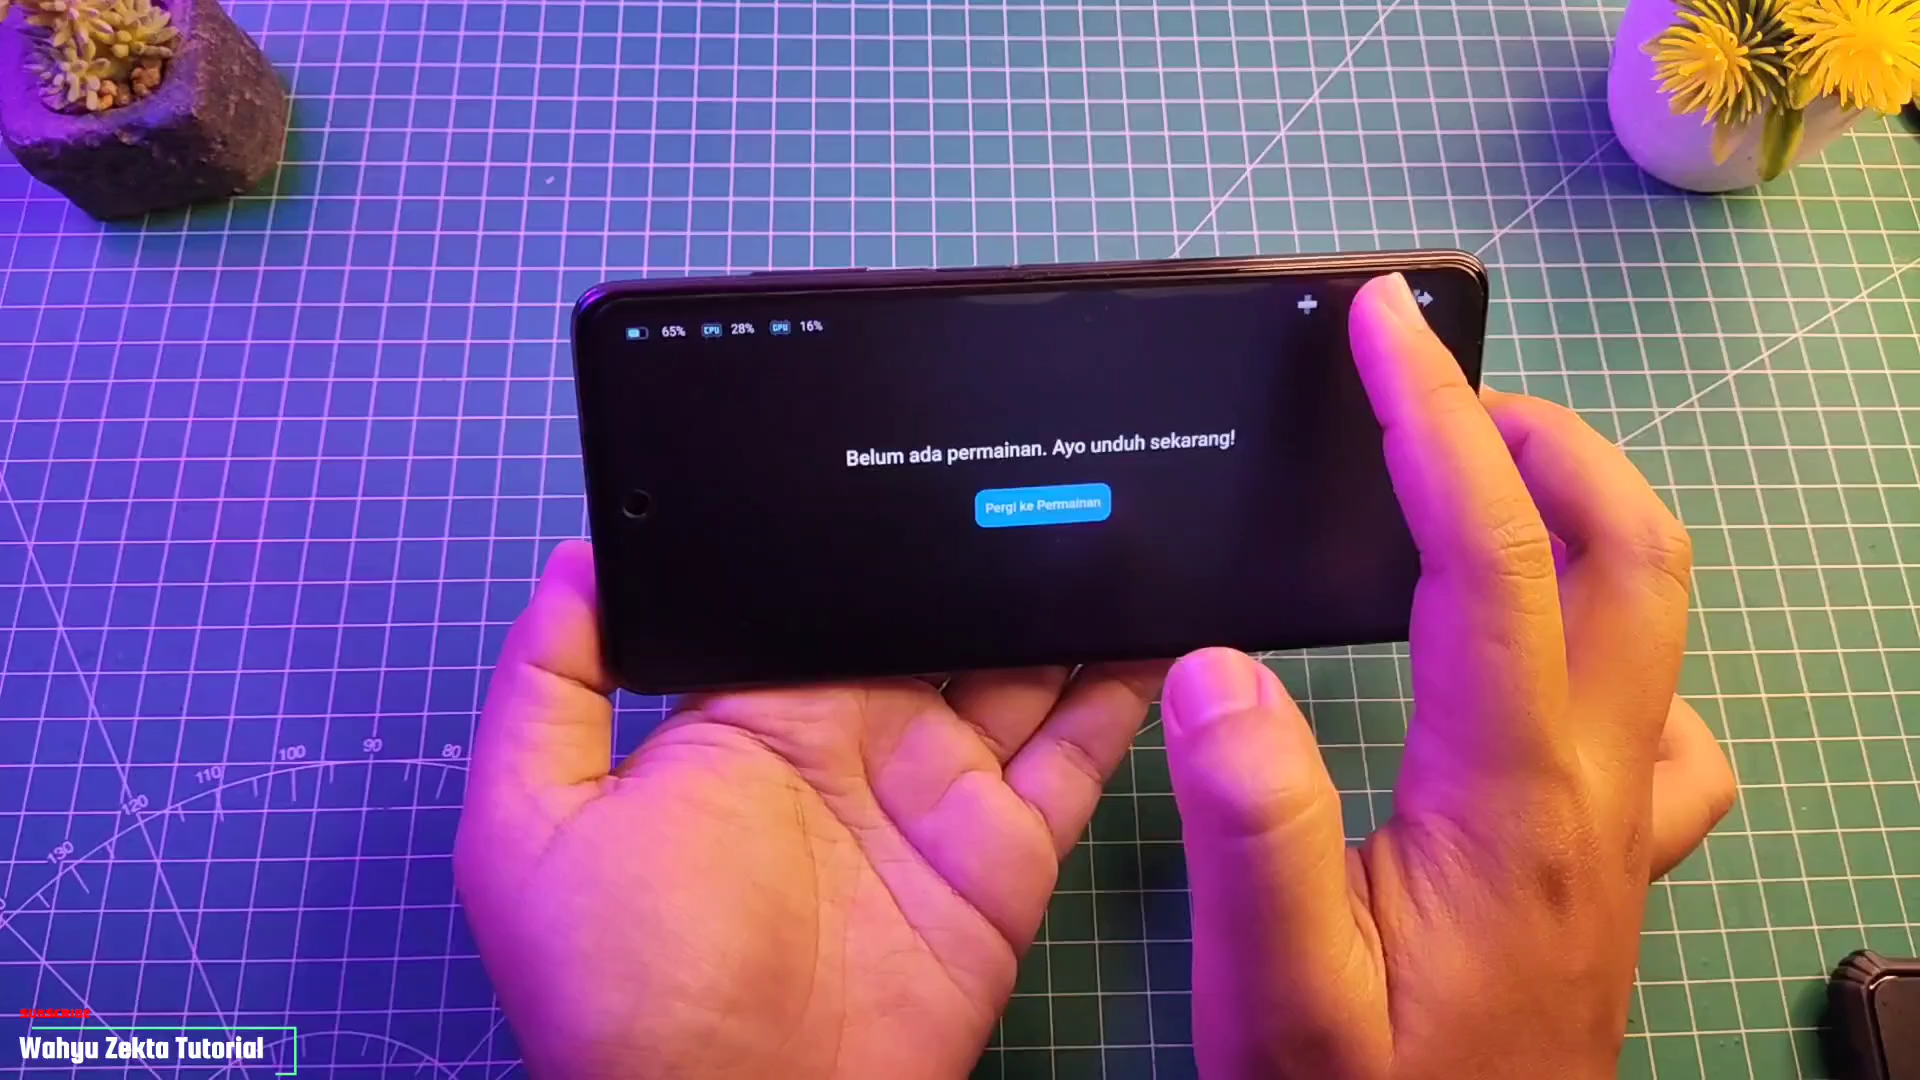 65% CPU 28% GPU 16%
Belum ada permainan. Ayo unduh sekarang!
Pergi ke Permainan
80
90
100
110
120
130
SUBSCRIBE
Wahyu Zekta Tutorial